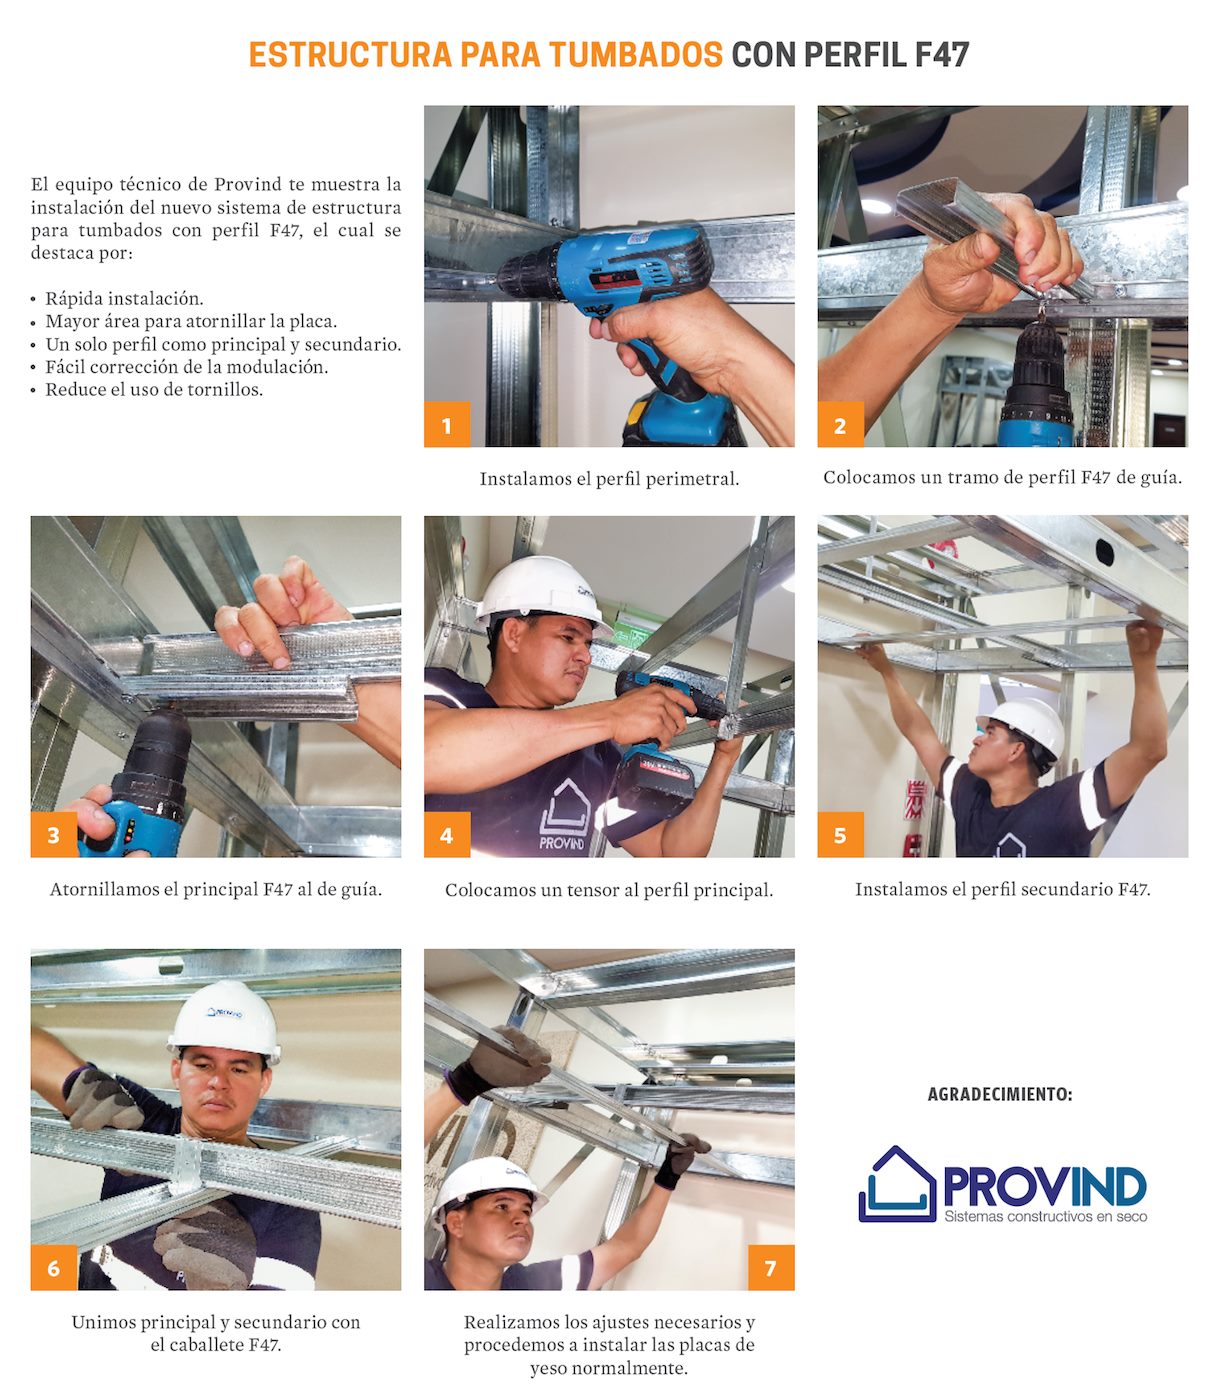 ESTRUCTURA PARA TUMBADOS CON PERFIL F47
El equipo técnico de Provind te muestra la
instalación del nuevo sistema de estructura
para tumbados con perfil F47, el cual se
destaca por:
• Rápida instalación.
• Mayor área para atornillar la placa.
• Un solo perfil como principal y secundario.
• Fácil corrección de la modulación.
• Reduce el uso de tornillos.
1
Instalamos el perfil perimetral.
2
Colocamos un tramo de perfil F47 de guía.
3
Atornillamos el principal F47 al de guía.
PROVIND
4
Colocamos un tensor al perfil principal.
5
Instalamos el perfil secundario F47.
PROVIND
6
Unimos principal y secundario con
el caballete F47.
7
Realizamos los ajustes necesarios y
procedemos a instalar las placas de
yeso normalmente.
AGRADECIMIENTO:
PROVIND
Sistemas constructivos en seco